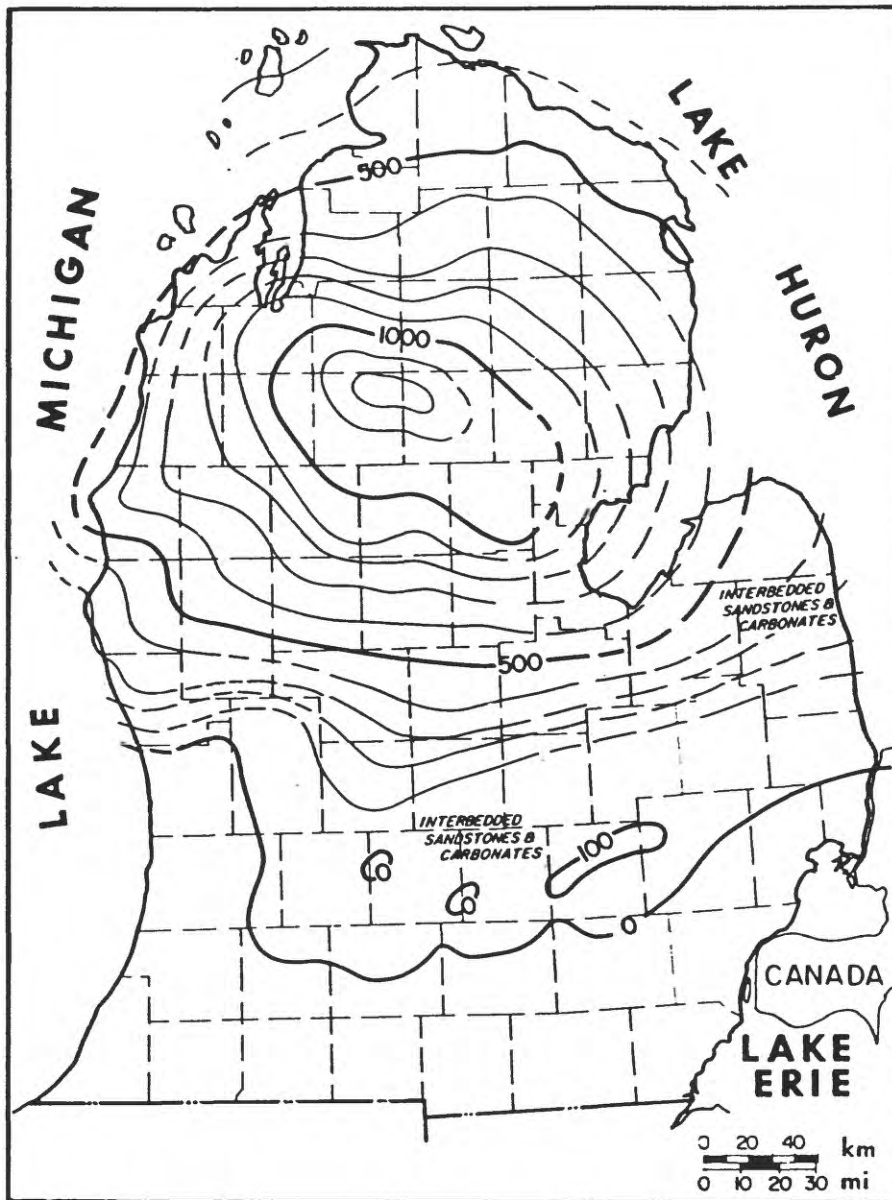 LAKE
HURON
MICHIGAN
LAKE
500
1000
INTERBEDDED
SANDSTONES &
CARBONATES
500
INTERBEDDED
SANDSTONES &
CARBONATES
100
0
0
0
CANADA
LAKE
ERIE
0 20 40 km
0 10 20 30 mi